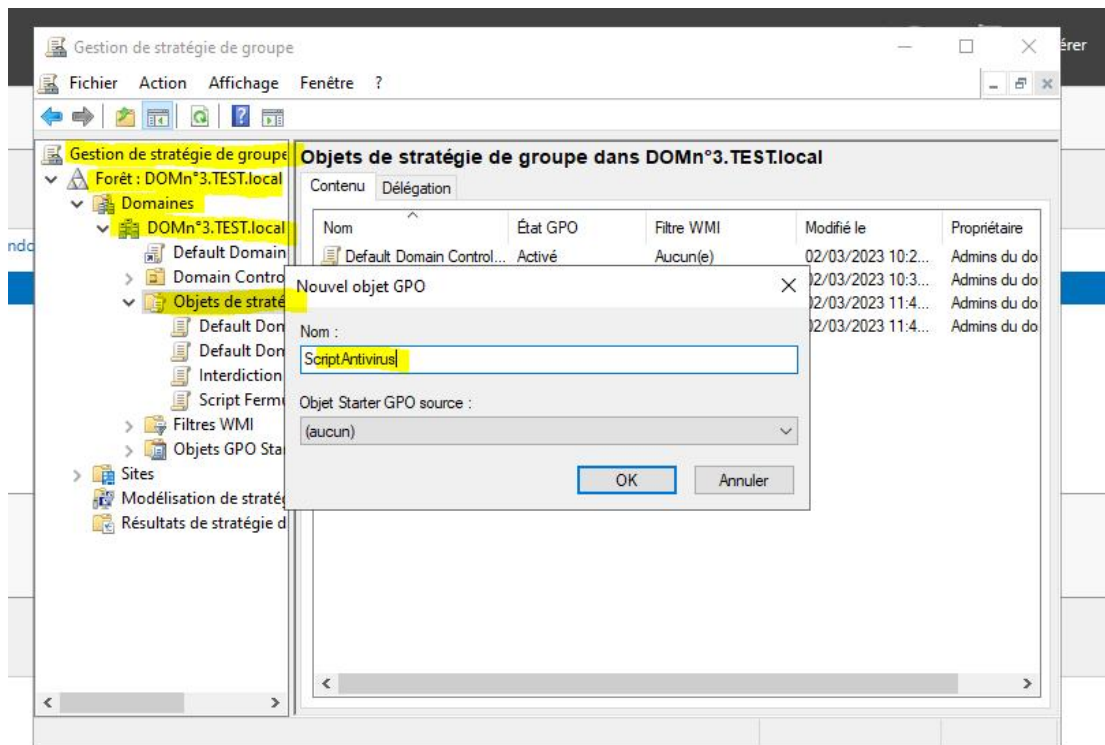 érer
Gestion de stratégie de groupe
Fichier Action Affichage Fenêtre ?
Gestion de stratégie de groupe
Forêt : DOMn°3.TEST.local
Domaines
DOMn°3.TEST.local
Default Domain
Domain Contro
Objets de straté
Default Don
Default Don
Interdiction
Script Fermu
Filtres WMI
Objets GPO Star
Sites
Modélisation de straté
Résultats de stratégie d
Objets de stratégie de groupe dans DOMn°3.TEST.local
Contenu Délégation
Nom État GPO Filtre WMI Modifié le Propriétaire
Default Domain Control... Activé Aucun(e) 02/03/2023 10:2... Admins du do
02/03/2023 10:3... Admins du do
02/03/2023 11:4... Admins du do
02/03/2023 11:4... Admins du do
Nouvel objet GPO
Nom :
ScriptAntivirus
Objet Starter GPO source :
(aucun)
OK Annuler